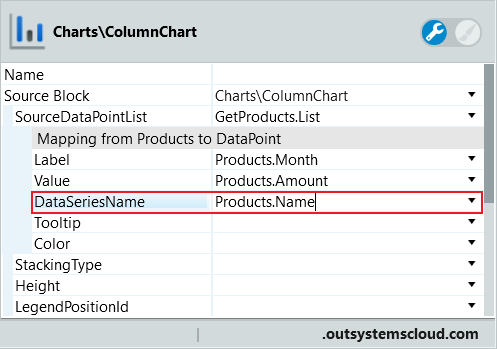 Charts\ColumnChart
Name
Source Block Charts\ColumnChart
SourceDataPointList GetProducts.List
Mapping from Products to DataPoint
Label Products.Month
Value Products.Amount
DataSeriesName Products.Name
Tooltip
Color
StackingType
Height
LegendPositionId
.outsystemscloud.com